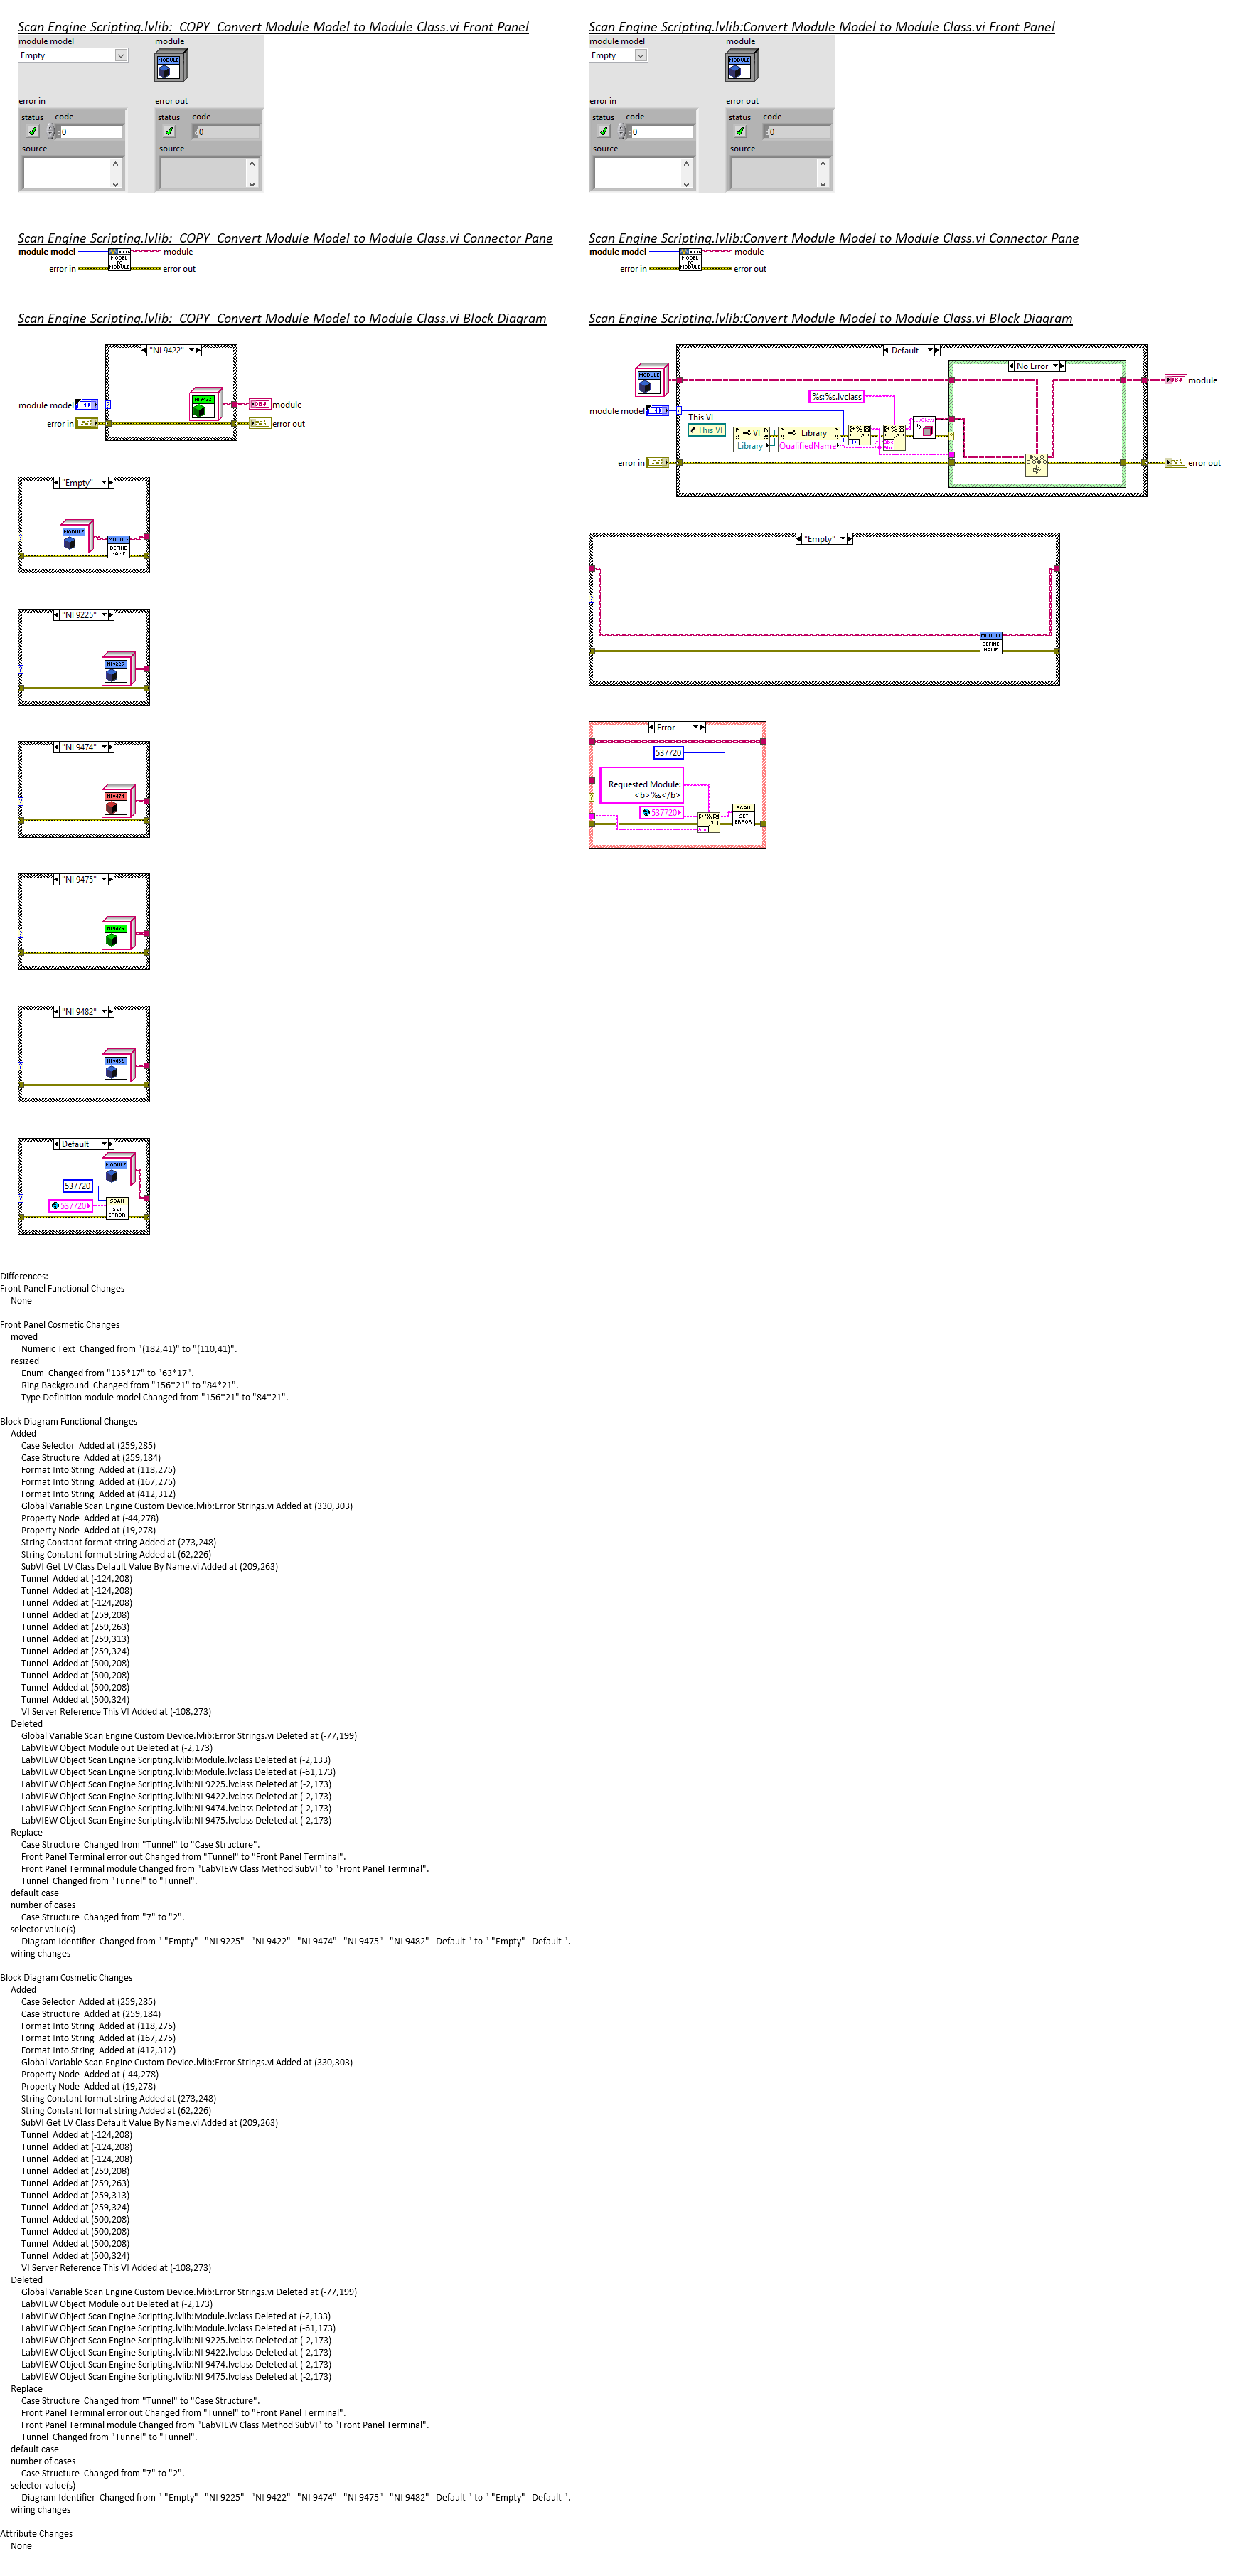 Scan Engine Scripting.lvlib:  COPY  Convert Module Model to Module Class.vi Front Panel
module model
module
Empty
MODULE
error in
error out
status
code
0
source
status
code
0
source
Scan Engine Scripting.lvlib:Convert Module Model to Module Class.vi Front Panel
module model
module
Empty
MODULE
error in
error out
status
code
0
source
status
code
0
source
Scan Engine Scripting.lvlib:  COPY  Convert Module Model to Module Class.vi Connector Pane
module model
module
MODEL
TO
MODULE
error in
error out
Scan Engine Scripting.lvlib:Convert Module Model to Module Class.vi Connector Pane
module model
module
MODEL
TO
MODULE
error in
error out
Scan Engine Scripting.lvlib:  COPY  Convert Module Model to Module Class.vi Block Diagram
"NI 9422"
NI 9422
module model
OBJ
module
error in
error out
"Empty"
MODULE
MODULE
DEFINE
NAME
"NI 9225"
NI 9225
"NI 9474"
NI 9474
"NI 9475"
NI 9475
"NI 9482"
NI 9482
Default
MODULE
537720
537720
SCAN
SET
ERROR
Scan Engine Scripting.lvlib:Convert Module Model to Module Class.vi Block Diagram
Default
No Error
MODULE
OBJ
module
%s:%s.lvclass
module model
This VI
This VI
VI
Library
Library
QualifiedName
error in
error out
"Empty"
MODULE
DEFINE
NAME
Error
537720
Requested Module:
<b>%s</b>
537720
SCAN
SET
ERROR
Differences:
Front Panel Functional Changes
None
Front Panel Cosmetic Changes
moved
Numeric Text  Changed from "(182,41)" to "(110,41)".
resized
Enum  Changed from "135*17" to "63*17".
Ring Background  Changed from "156*21" to "84*21".
Type Definition module model Changed from "156*21" to "84*21".
Block Diagram Functional Changes
Added
Case Selector  Added at (259,285)
Case Structure  Added at (259,184)
Format Into String  Added at (118,275)
Format Into String  Added at (167,275)
Format Into String  Added at (412,312)
Global Variable Scan Engine Custom Device.lvlib:Error Strings.vi Added at (330,303)
Property Node  Added at (-44,278)
Property Node  Added at (19,278)
String Constant format string Added at (273,248)
String Constant format string Added at (62,226)
SubVI Get LV Class Default Value By Name.vi Added at (209,263)
Tunnel  Added at (-124,208)
Tunnel  Added at (-124,208)
Tunnel  Added at (-124,208)
Tunnel  Added at (259,208)
Tunnel  Added at (259,263)
Tunnel  Added at (259,313)
Tunnel  Added at (259,324)
Tunnel  Added at (500,208)
Tunnel  Added at (500,208)
Tunnel  Added at (500,208)
Tunnel  Added at (500,324)
VI Server Reference This VI Added at (-108,273)
Deleted
Global Variable Scan Engine Custom Device.lvlib:Error Strings.vi Deleted at (-77,199)
LabVIEW Object Module out Deleted at (-2,173)
LabVIEW Object Scan Engine Scripting.lvlib:Module.lvclass Deleted at (-2,133)
LabVIEW Object Scan Engine Scripting.lvlib:Module.lvclass Deleted at (-61,173)
LabVIEW Object Scan Engine Scripting.lvlib:NI 9225.lvclass Deleted at (-2,173)
LabVIEW Object Scan Engine Scripting.lvlib:NI 9422.lvclass Deleted at (-2,173)
LabVIEW Object Scan Engine Scripting.lvlib:NI 9474.lvclass Deleted at (-2,173)
LabVIEW Object Scan Engine Scripting.lvlib:NI 9475.lvclass Deleted at (-2,173)
Replace
Case Structure  Changed from "Tunnel" to "Case Structure".
Front Panel Terminal error out Changed from "Tunnel" to "Front Panel Terminal".
Front Panel Terminal module Changed from "LabVIEW Class Method SubVI" to "Front Panel Terminal".
Tunnel  Changed from "Tunnel" to "Tunnel".
default case
number of cases
Case Structure  Changed from "7" to "2".
selector value(s)
Diagram Identifier  Changed from " "Empty"   "NI 9225"   "NI 9422"   "NI 9474"   "NI 9475"   "NI 9482"   Default " to " "Empty"   Default ".
wiring changes
Block Diagram Cosmetic Changes
Added
Case Selector  Added at (259,285)
Case Structure  Added at (259,184)
Format Into String  Added at (118,275)
Format Into String  Added at (167,275)
Format Into String  Added at (412,312)
Global Variable Scan Engine Custom Device.lvlib:Error Strings.vi Added at (330,303)
Property Node  Added at (-44,278)
Property Node  Added at (19,278)
String Constant format string Added at (273,248)
String Constant format string Added at (62,226)
SubVI Get LV Class Default Value By Name.vi Added at (209,263)
Tunnel  Added at (-124,208)
Tunnel  Added at (-124,208)
Tunnel  Added at (-124,208)
Tunnel  Added at (259,208)
Tunnel  Added at (259,263)
Tunnel  Added at (259,313)
Tunnel  Added at (259,324)
Tunnel  Added at (500,208)
Tunnel  Added at (500,208)
Tunnel  Added at (500,208)
Tunnel  Added at (500,324)
VI Server Reference This VI Added at (-108,273)
Deleted
Global Variable Scan Engine Custom Device.lvlib:Error Strings.vi Deleted at (-77,199)
LabVIEW Object Module out Deleted at (-2,173)
LabVIEW Object Scan Engine Scripting.lvlib:Module.lvclass Deleted at (-2,133)
LabVIEW Object Scan Engine Scripting.lvlib:Module.lvclass Deleted at (-61,173)
LabVIEW Object Scan Engine Scripting.lvlib:NI 9225.lvclass Deleted at (-2,173)
LabVIEW Object Scan Engine Scripting.lvlib:NI 9422.lvclass Deleted at (-2,173)
LabVIEW Object Scan Engine Scripting.lvlib:NI 9474.lvclass Deleted at (-2,173)
LabVIEW Object Scan Engine Scripting.lvlib:NI 9475.lvclass Deleted at (-2,173)
Replace
Case Structure  Changed from "Tunnel" to "Case Structure".
Front Panel Terminal error out Changed from "Tunnel" to "Front Panel Terminal".
Front Panel Terminal module Changed from "LabVIEW Class Method SubVI" to "Front Panel Terminal".
Tunnel  Changed from "Tunnel" to "Tunnel".
default case
number of cases
Case Structure  Changed from "7" to "2".
selector value(s)
Diagram Identifier  Changed from " "Empty"   "NI 9225"   "NI 9422"   "NI 9474"   "NI 9475"   "NI 9482"   Default " to " "Empty"   Default ".
wiring changes
Attribute Changes
None